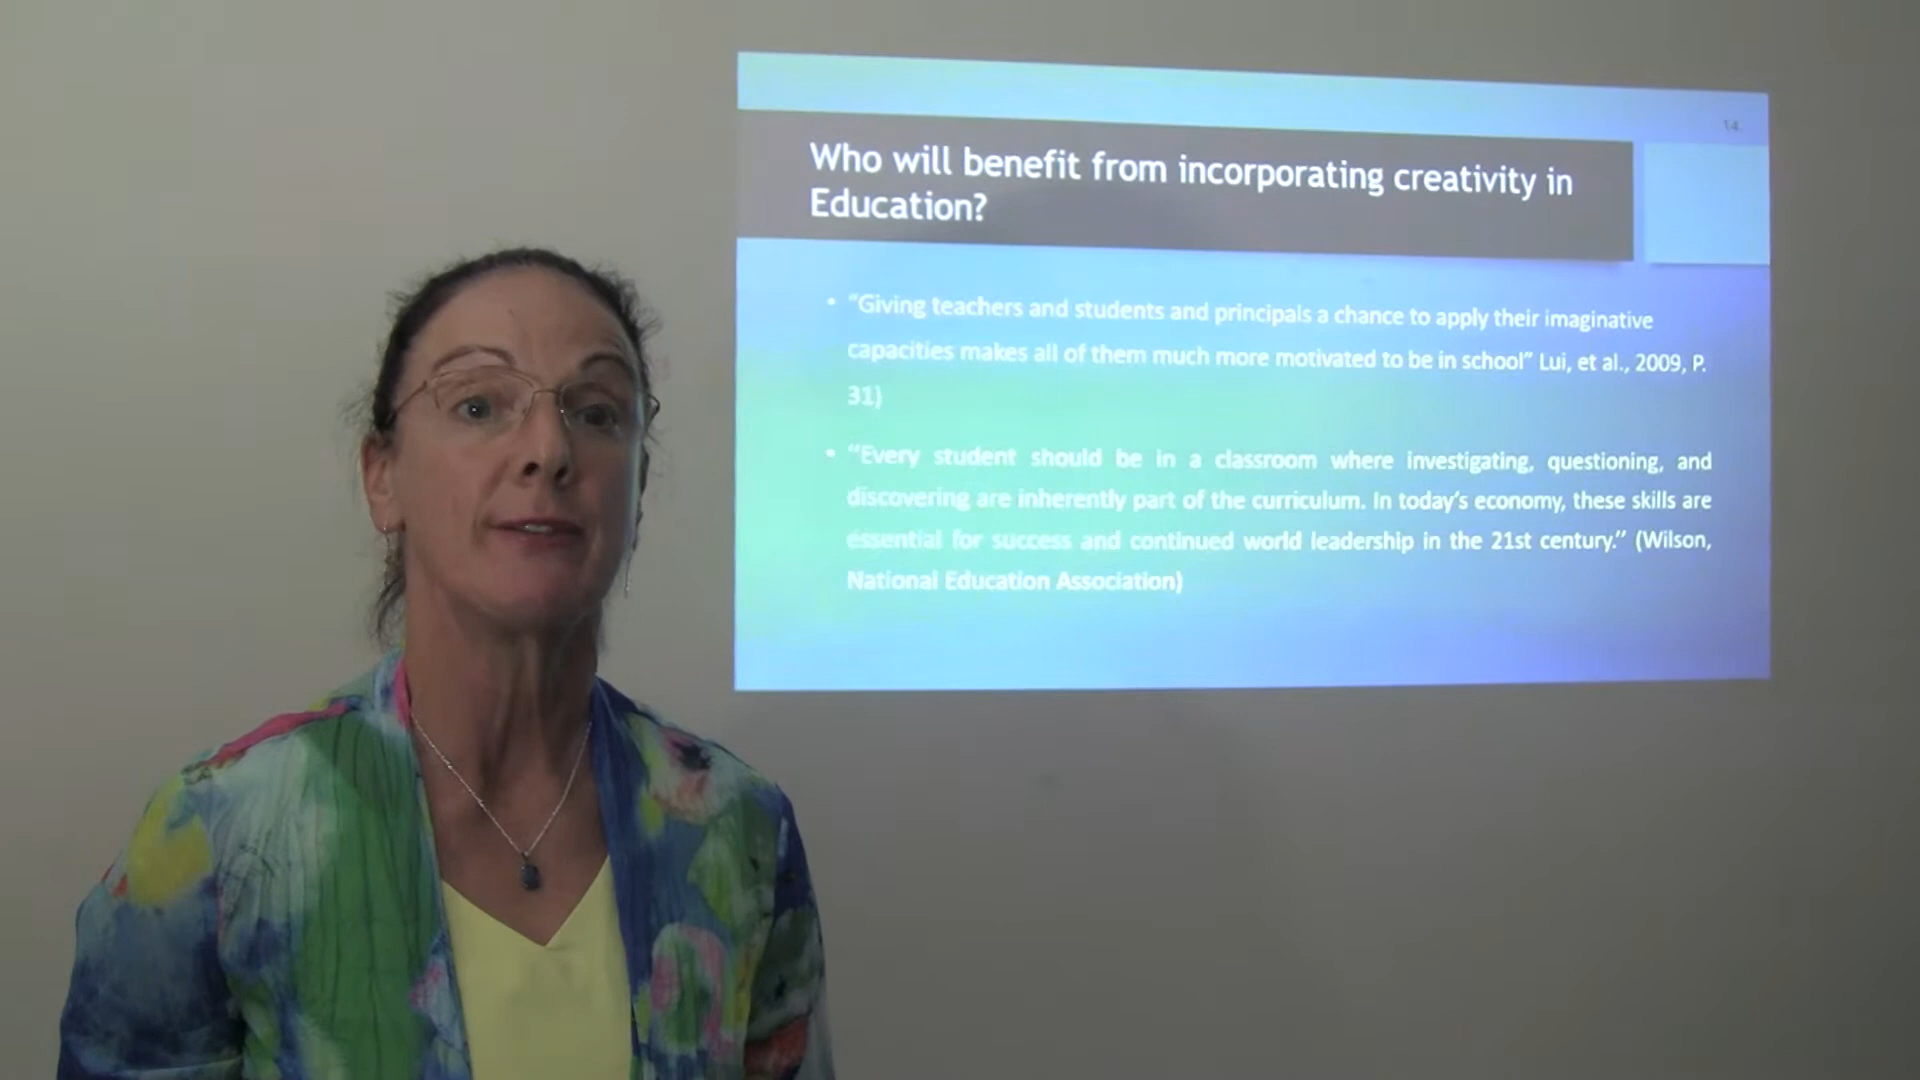 14
Who will benefit from incorporating creativity in
Education?
• “Giving teachers and students and principals a chance to apply their imaginative
capacities makes all of them much more motivated to be in school” Lui, et al., 2009, P.
31)
• “Every student should be in a classroom where investigating, questioning, and
discovering are inherently part of the curriculum. In today’s economy, these skills are
essential for success and continued world leadership in the 21st century.” (Wilson,
National Education Association)